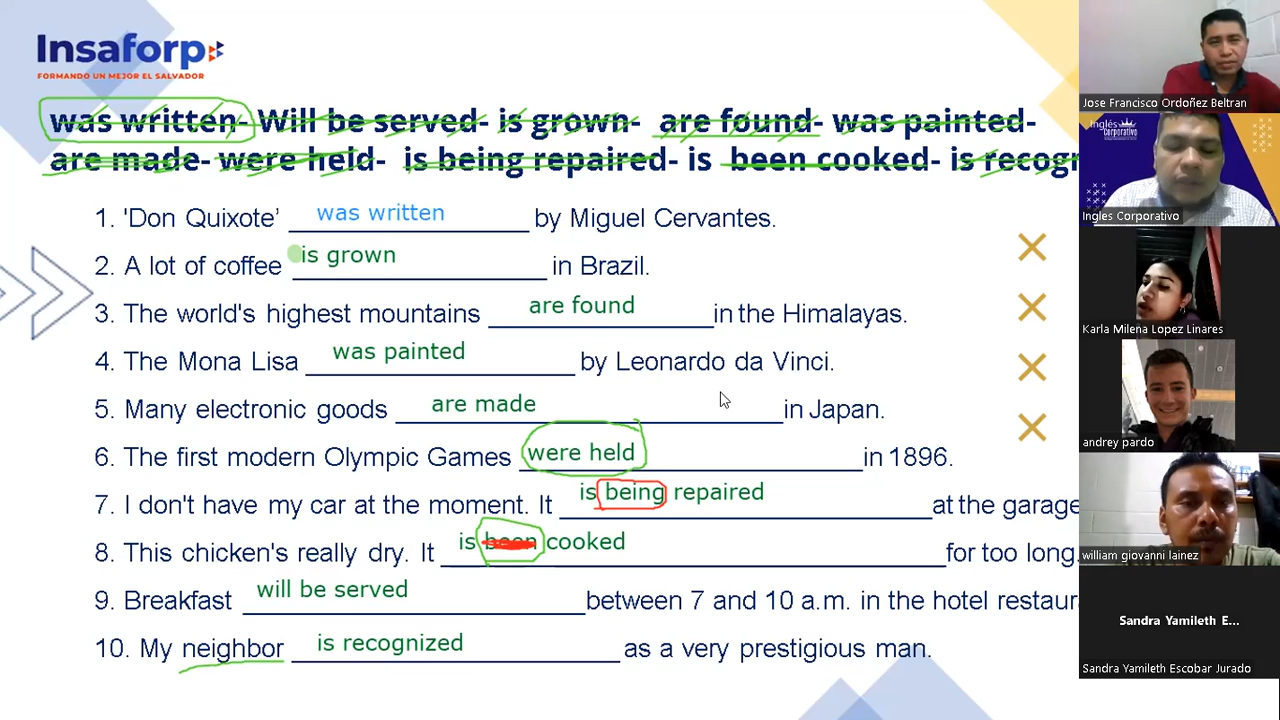 Insaforp
FORMANDO UN MEJOR EL SALVADOR
was written- Will be served- is grown- are found- was painted-
are made- were held- is being repaired- is been cooked- is recogn
1. 'Don Quixote’ was written by Miguel Cervantes.
2. A lot of coffee is grown in Brazil.
3. The world's highest mountains are found in the Himalayas.
4. The Mona Lisa was painted by Leonardo da Vinci.
5. Many electronic goods are made in Japan.
6. The first modern Olympic Games were held in 1896.
7. I don't have my car at the moment. It is being repaired at the garage
8. This chicken's really dry. It is been cooked for too long.
9. Breakfast will be served between 7 and 10 a.m. in the hotel restaur
10. My neighbor is recognized as a very prestigious man.
Jose Francisco Ordoñez Beltran
Inglés
Corporativo
Ingles Corporativo
Karla Milena Lopez Linares
andrey pardo
william giovanni lainez
Sandra Yamileth E...
Sandra Yamileth Escobar Jurado